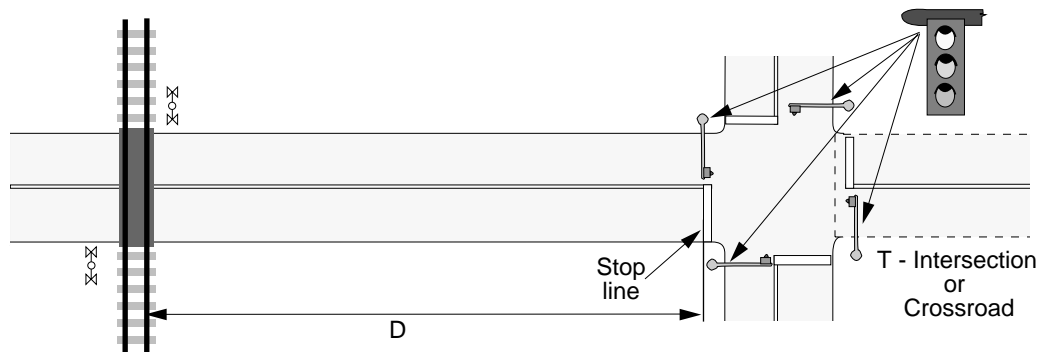 Stop
line
D
T - Intersection
or
Crossroad